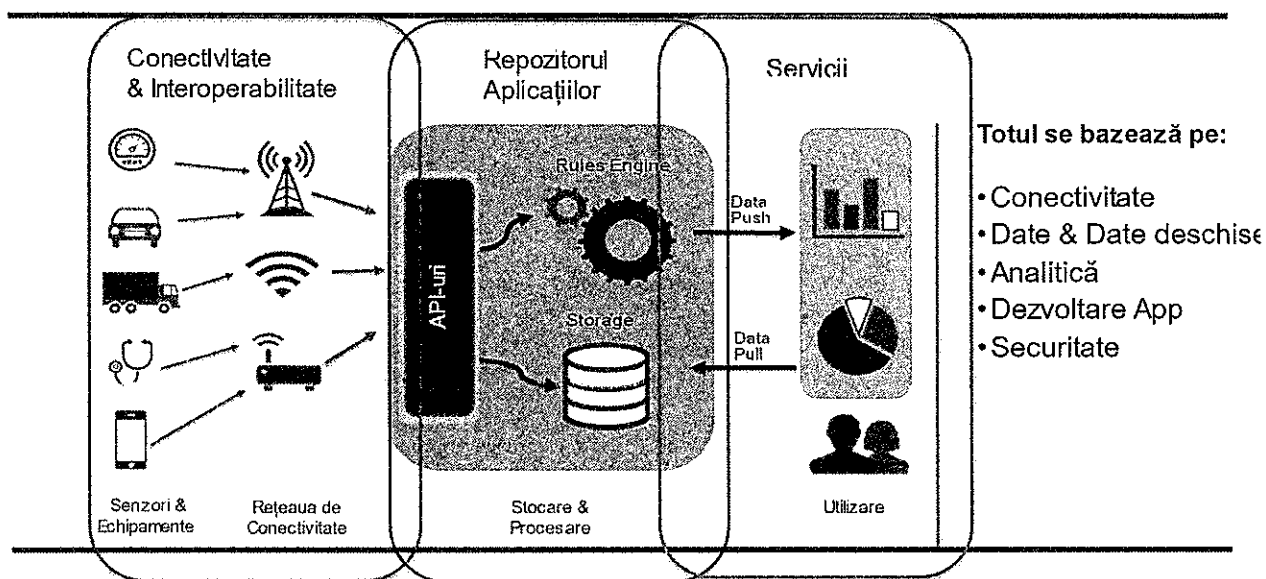 Conectivitate
& Interoperabilitate
Repozitorul
Aplicațiilor
Servicii
Totul se bazează pe:
•Conectivitate
•Date & Date deschise
•Analitică
•Dezvoltare App
•Securitate
Rules Engine
API-uri
Storage
Data
Push
Data
Pull
Senzori &
Echipamente
Rețeaua de
Conectivitate
Stocare &
Procesare
Utilizare